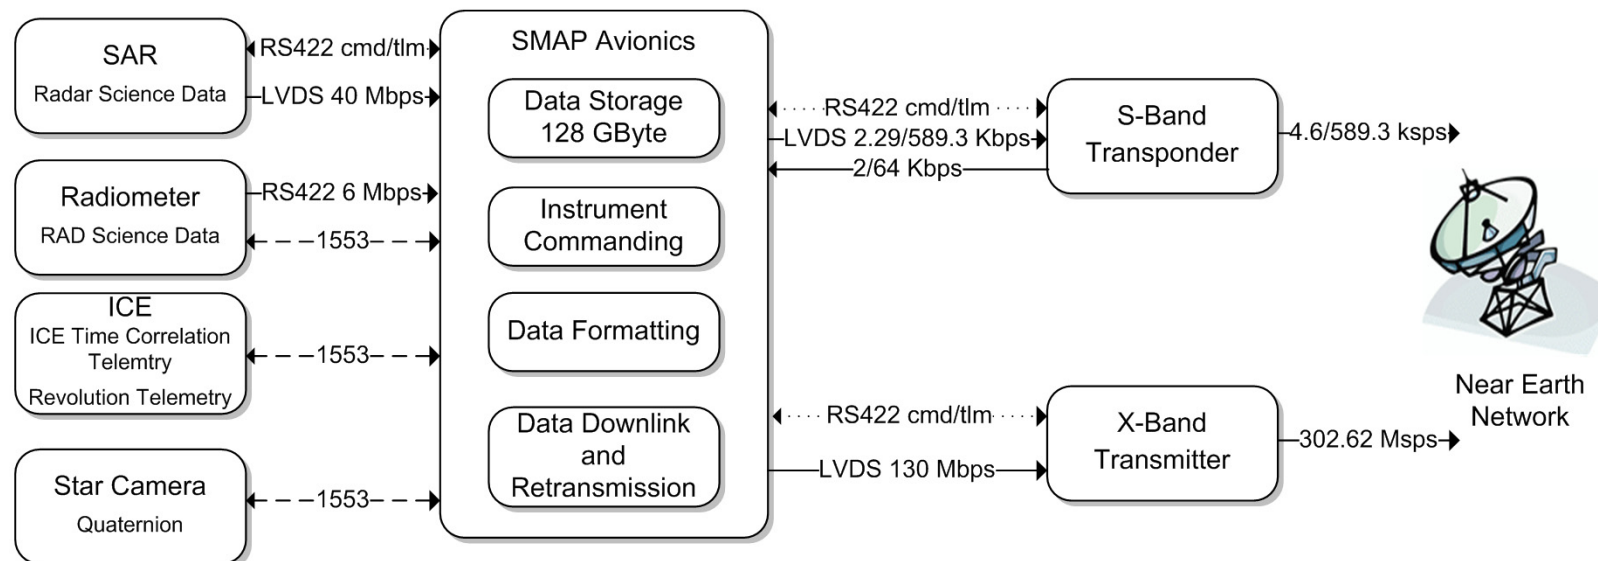 SAR
Radar Science Data
RS422 cmd/tlm
LVDS 40 Mbps
Radiometer
RAD Science Data
RS422 6 Mbps
1553
ICE
ICE Time Correlation
Telemtry
Revolution Telemetry
1553
Star Camera
Quaternion
1553
SMAP Avionics
Data Storage
128 GByte
Instrument
Commanding
Data Formatting
Data Downlink
and
Retransmission
RS422 cmd/tlm
LVDS 2.29/589.3 Kbps
2/64 Kbps
S-Band
Transponder
4.6/589.3 ksps
RS422 cmd/tlm
LVDS 130 Mbps
X-Band
Transmitter
302.62 Msps
Near Earth
Network